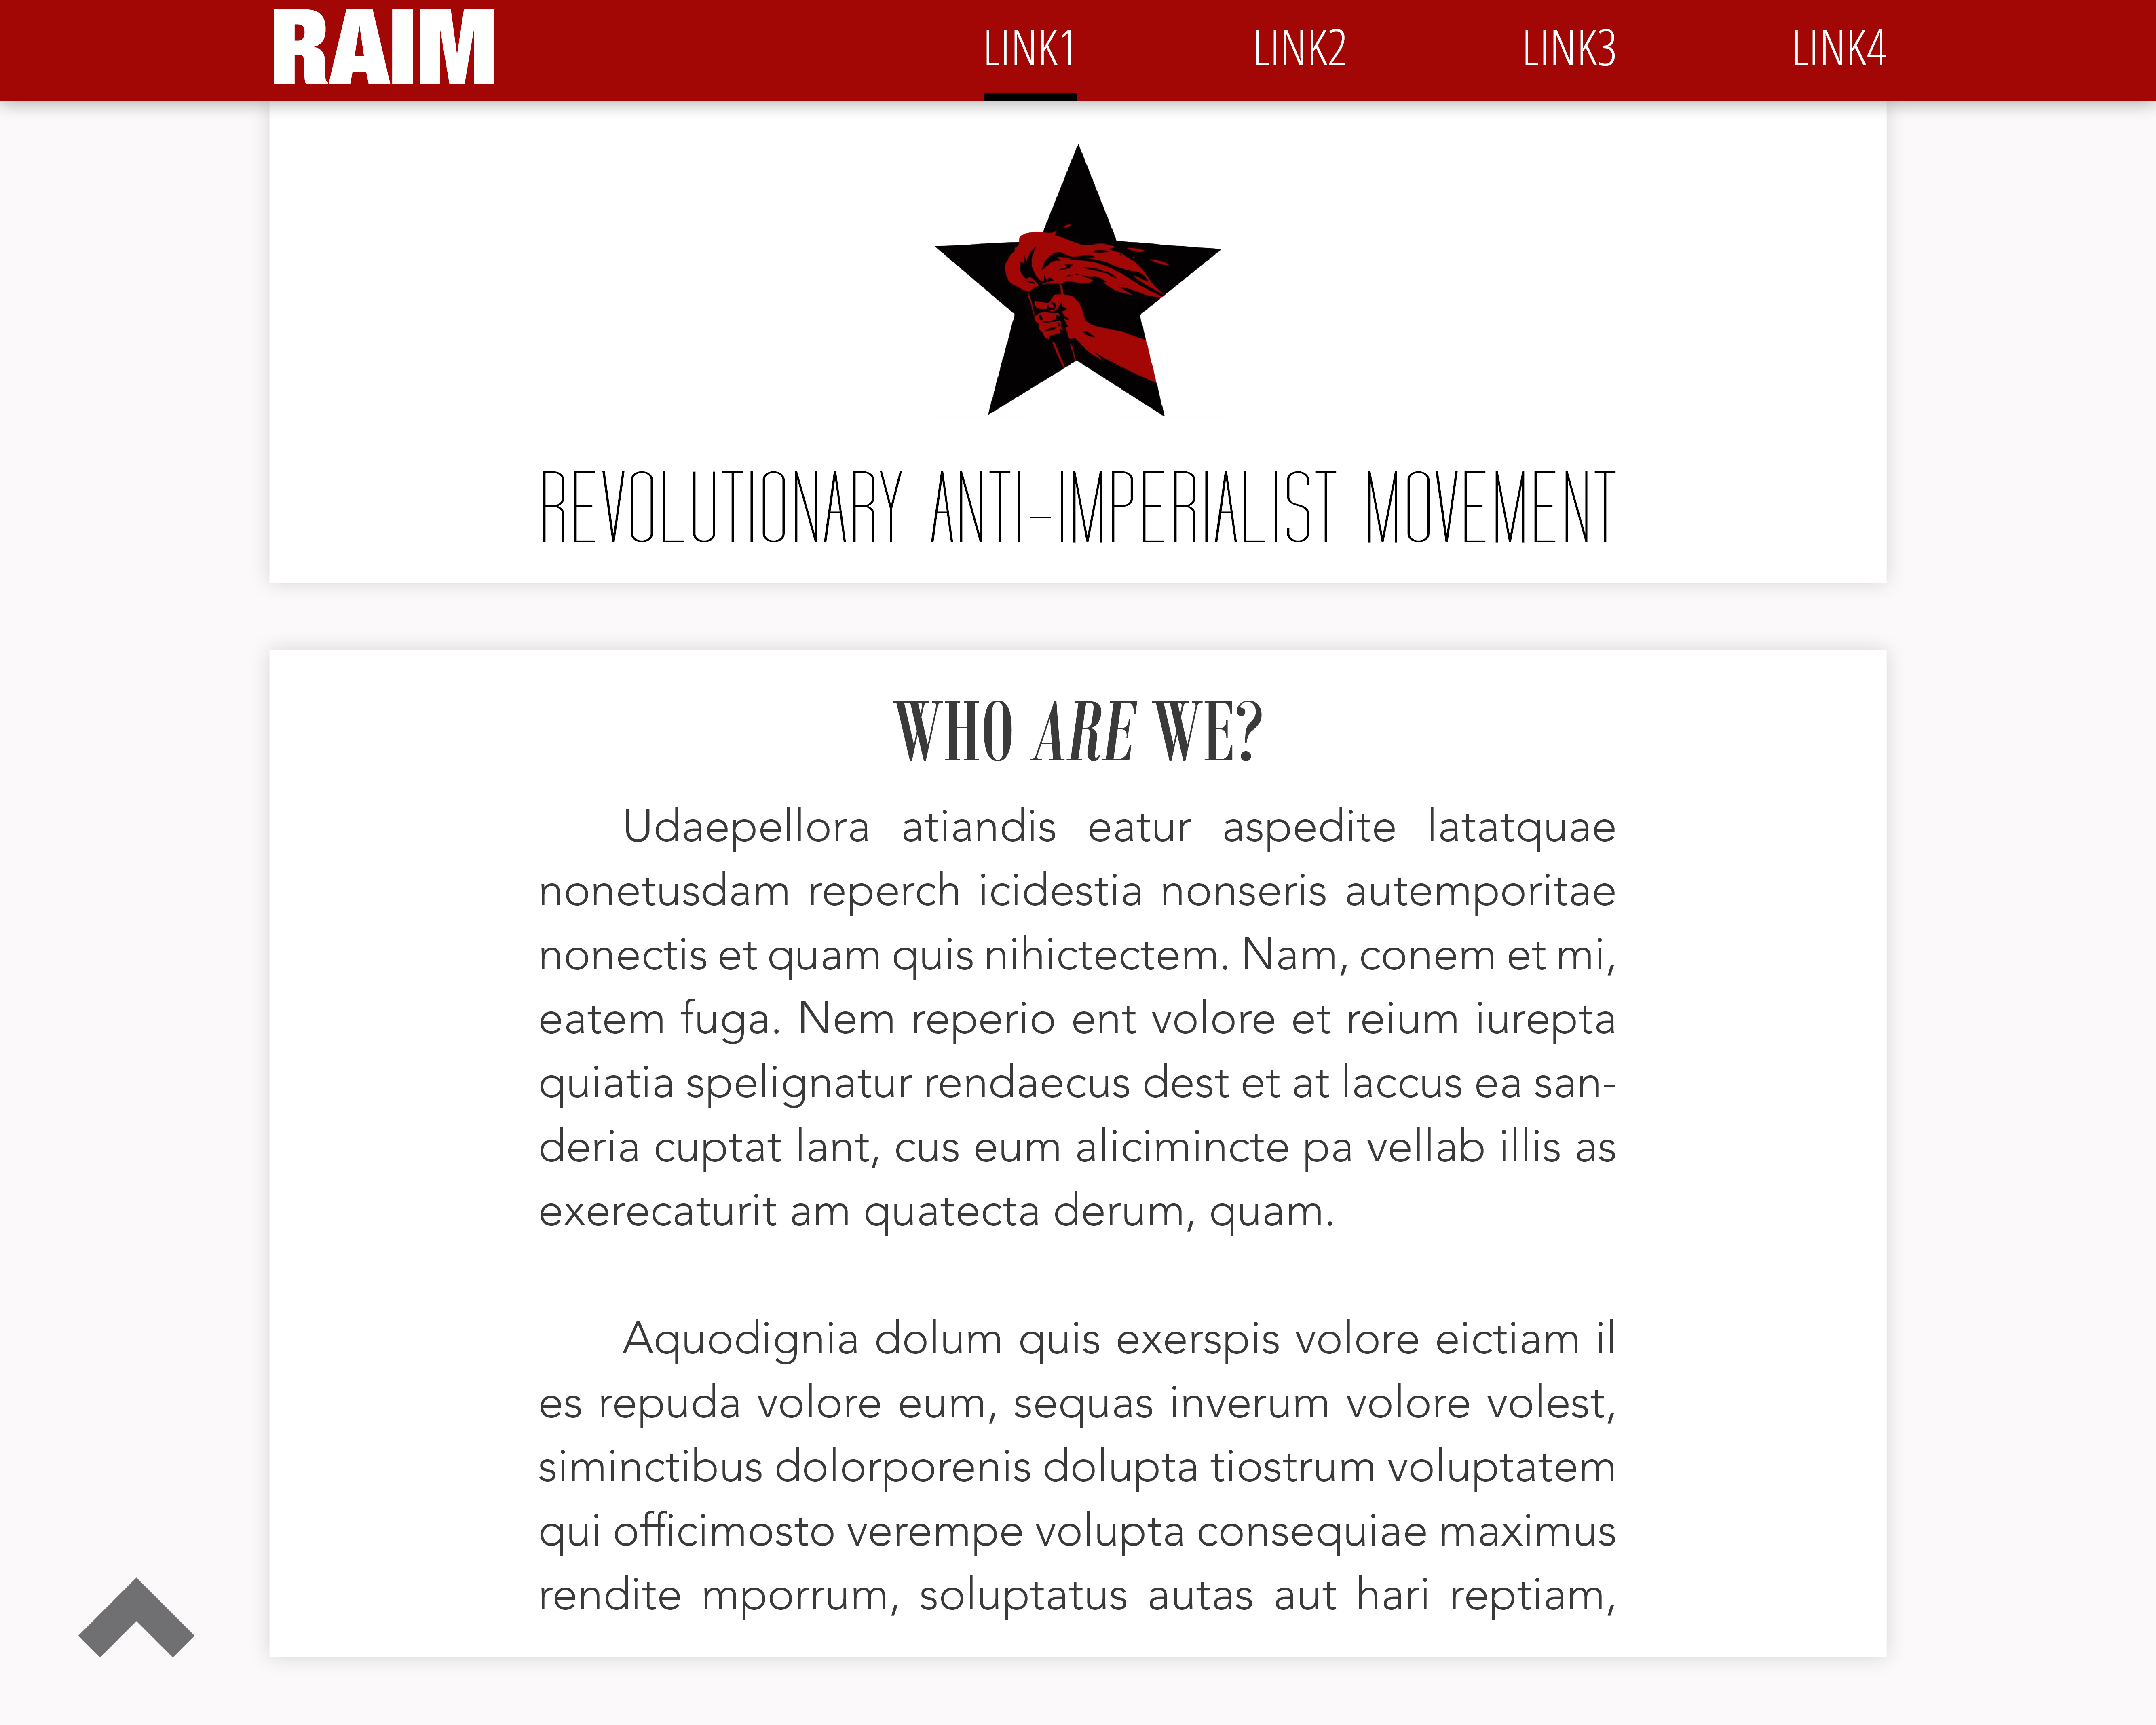 RAIM LINK1 LINK2 LINK3 LINK4
REVOLUTIONARY ANTI-IMPERIALIST MOVEMENT
WHO ARE WE?
Udaepellora atiandis eatur aspedite latatquae
nonetusdam reperch icidestia nonseris autemporitae
nonectis et quam quis nihictectem. Nam, conem et mi,
eatem fuga. Nem reperio ent volore et reium iurepta
quiatia spelignatur rendaecus dest et at laccus ea san-
deria cuptat lant, cus eum alicimincte pa vellab illis as
exerecaturit am quatecta derum, quam.
Aquodignia dolum quis exerspis volore eictiam il
es repuda volore eum, sequas inverum volore volest,
siminctibus dolorporenis dolupta tiostrum voluptatem
qui officimosto verempe volupta consequiae maximus
rendite mporrum, soluptatus autas aut hari reptiam,